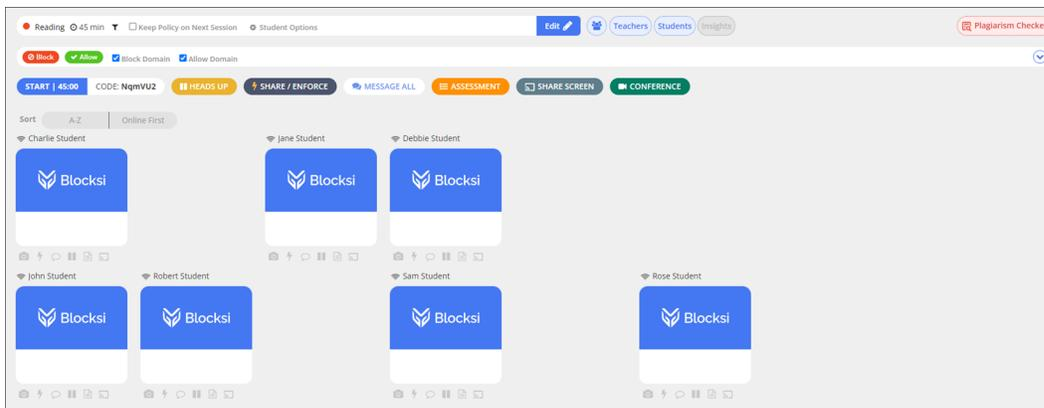 Reading 45 min Keep Policy on Next Session Student Options Edit Teachers Students Insights Plagiarism Checke
Block Allow Block Domain Allow Domain
START | 45:00 CODE: NqmVU2 HEADS UP SHARE / ENFORCE MESSAGE ALL ASSESSMENT SHARE SCREEN CONFERENCE
Sort A-Z Online First
Charlie Student Jane Student Debbie Student
Blocksi Blocksi Blocksi
John Student Robert Student Sam Student Rose Student
Blocksi Blocksi Blocksi Blocksi